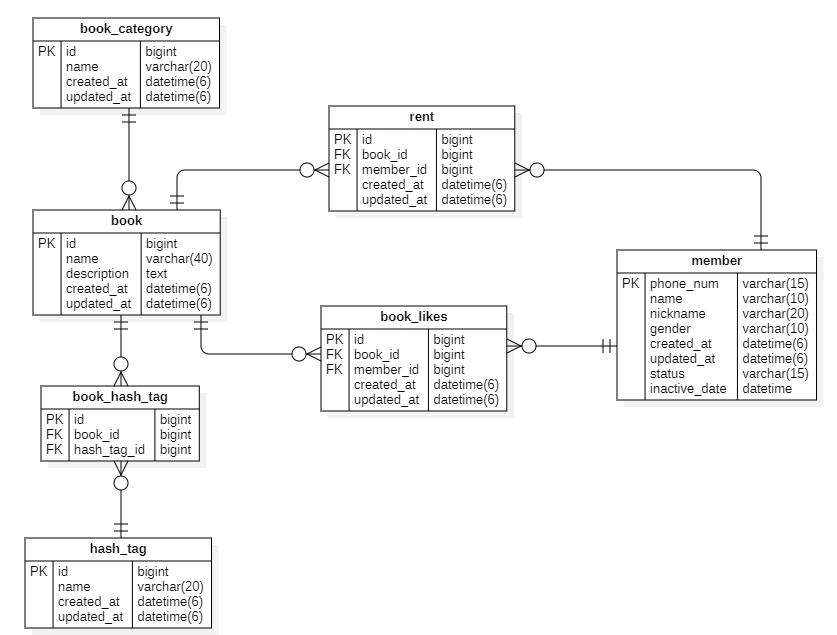 book_category
PK id bigint
name varchar(20)
created_at datetime(6)
updated_at datetime(6)
rent
PK id bigint
FK book_id bigint
FK member_id bigint
created_at datetime(6)
updated_at datetime(6)
book
PK id bigint
name varchar(40)
description text
created_at datetime(6)
updated_at datetime(6)
member
PK phone_num varchar(15)
name varchar(10)
nickname varchar(20)
gender varchar(10)
created_at datetime(6)
updated_at datetime(6)
status varchar(15)
inactive_date datetime
book_likes
PK id bigint
FK book_id bigint
FK member_id bigint
created_at datetime(6)
updated_at datetime(6)
book_hash_tag
PK id bigint
FK book_id bigint
FK hash_tag_id bigint
hash_tag
PK id bigint
name varchar(20)
created_at datetime(6)
updated_at datetime(6)